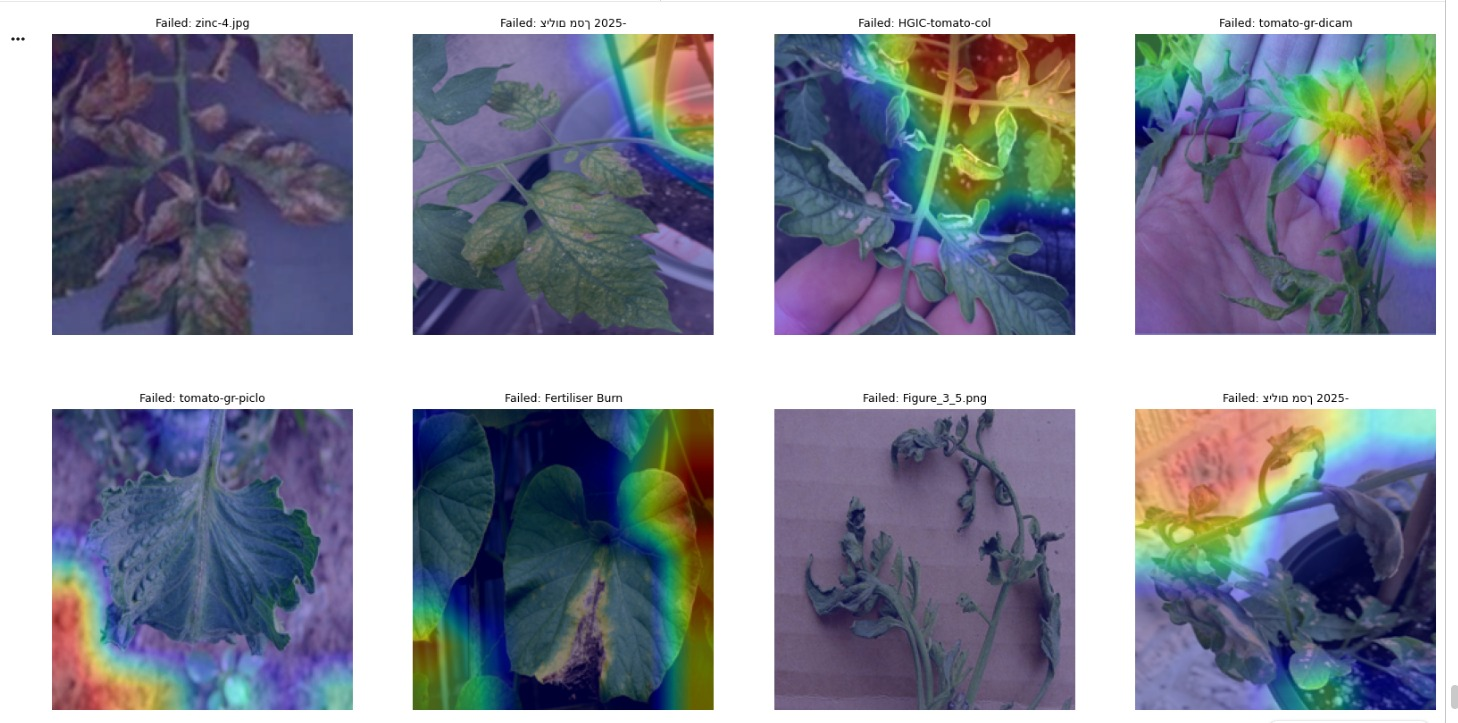 Failed: zinc-4.jpg
Failed: צילום מסך 2025-
Failed: HGIC-tomato-col
Failed: tomato-gr-dicam
Failed: tomato-gr-piclo
Failed: Fertiliser Burn
Failed: Figure_3_5.png
Failed: צילום מסך 2025-